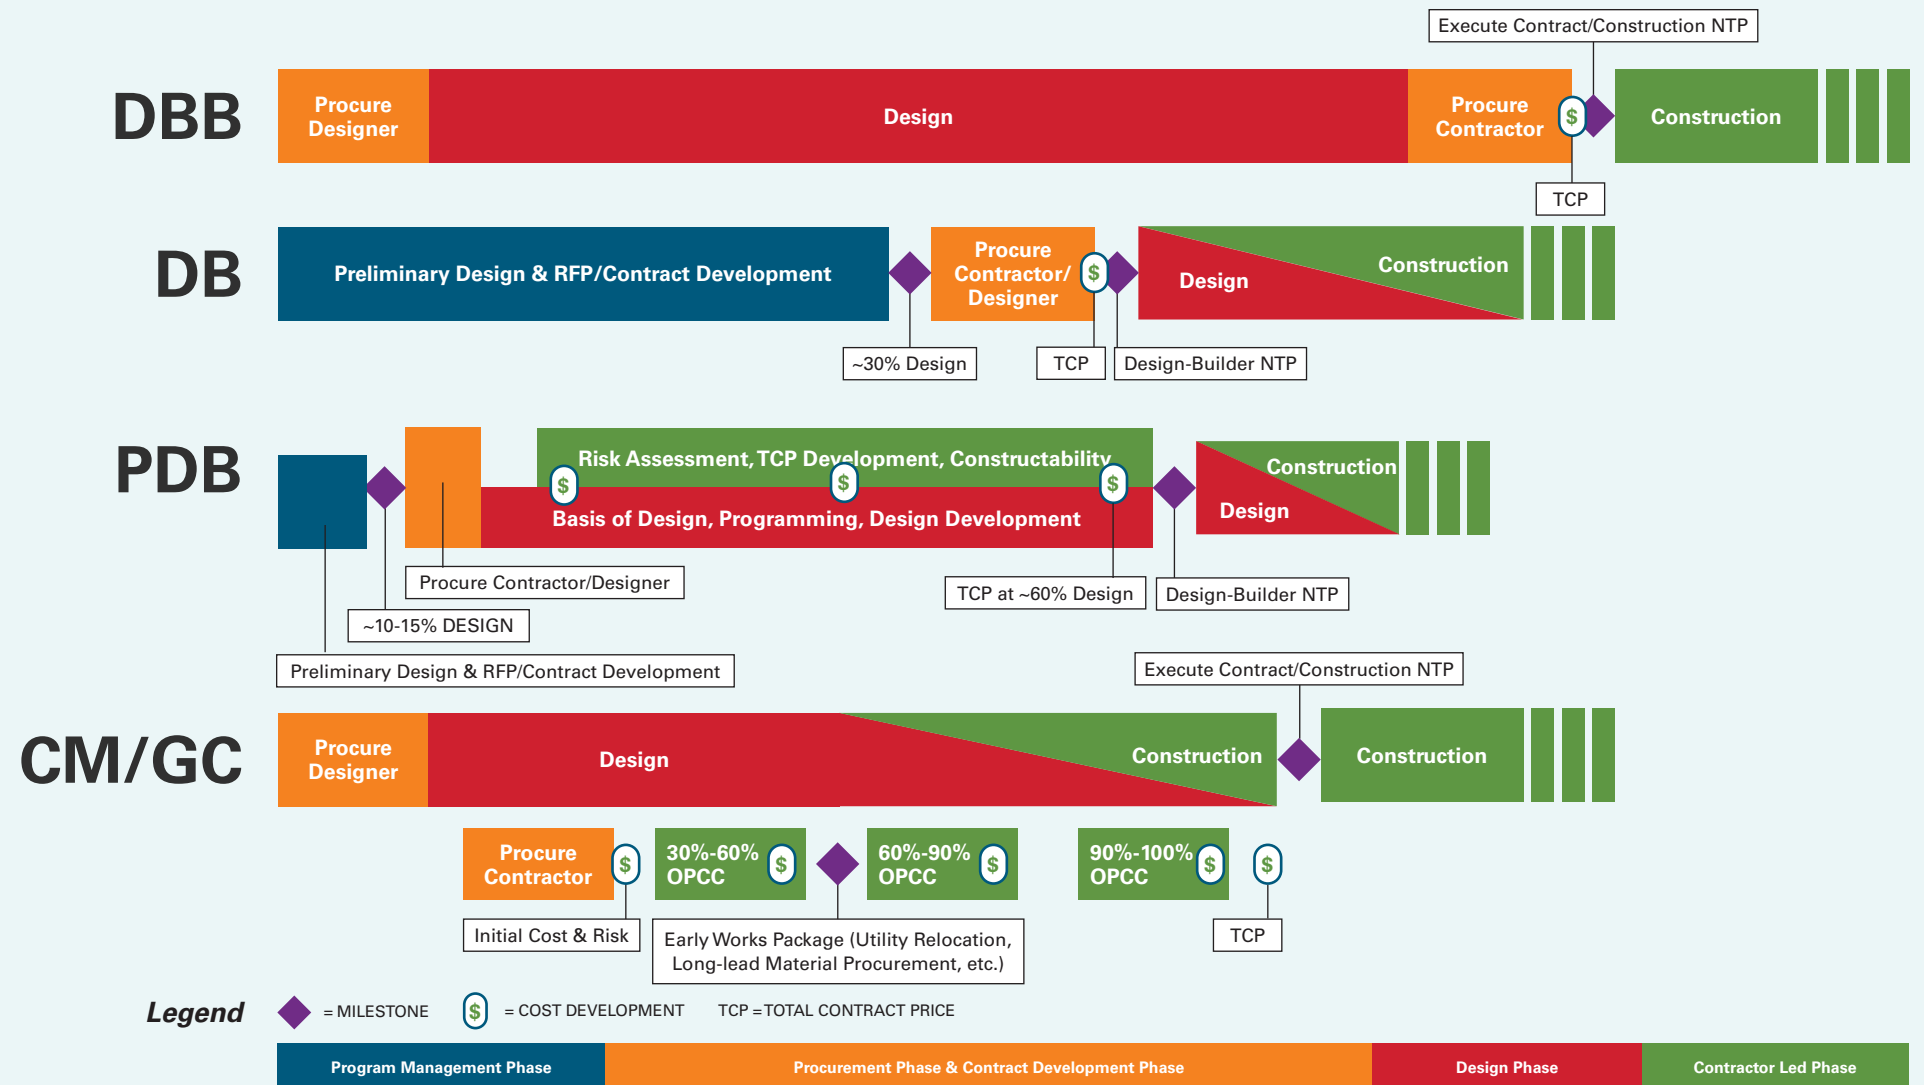 Execute Contract/Construction NTP
DBB
Procure
Designer
Design
Procure
Contractor
$
Construction
TCP
DB
Preliminary Design & RFP/Contract Development
Procure
Contractor/
Designer
$
Design
Construction
~30% Design
TCP
Design-Builder NTP
PDB
Risk Assessment, TCP Development, Constructability
$
$
$
Basis of Design, Programming, Design Development
Construction
Design
Procure Contractor/Designer
TCP at ~60% Design
Design-Builder NTP
~10-15% DESIGN
Preliminary Design & RFP/Contract Development
Execute Contract/Construction NTP
CM/GC
Procure
Designer
Design
Construction
Construction
Procure
Contractor
$
30%-60%
OPCC
$
60%-90%
OPCC
$
90%-100%
OPCC
$
$
Initial Cost & Risk
Early Works Package (Utility Relocation,
Long-lead Material Procurement, etc.)
TCP
Legend
= MILESTONE
$
= COST DEVELOPMENT
TCP = TOTAL CONTRACT PRICE
Program Management Phase
Procurement Phase & Contract Development Phase
Design Phase
Contractor Led Phase